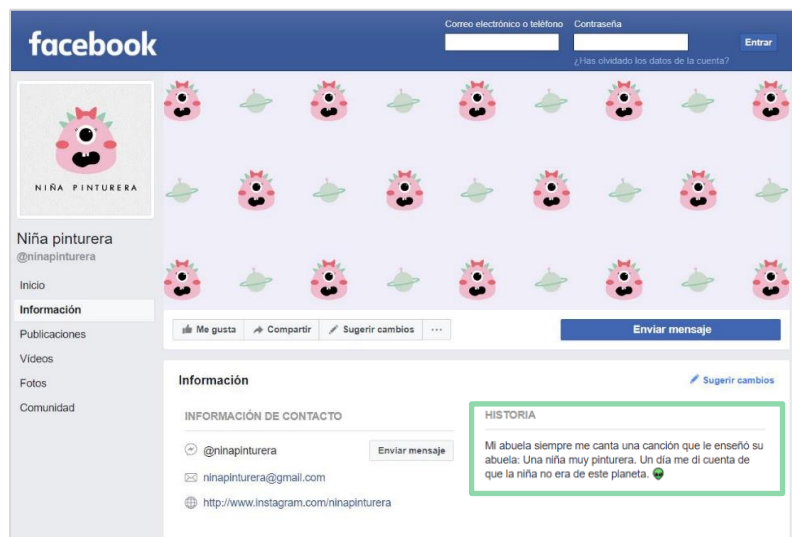 facebook
Correo electrónico o teléfono
Contraseña
Entrar
¿Has olvidado los datos de la cuenta?
NIÑA PINTURERA
Niña pinturera
@ninapinturera
Inicio
Información
Publicaciones
Vídeos
Fotos
Comunidad
Me gusta
Compartir
Sugerir cambios
Enviar mensaje
Información
Sugerir cambios
INFORMACIÓN DE CONTACTO
@ninapinturera
Enviar mensaje
ninapinturera@gmail.com
http://www.instagram.com/ninapinturera
HISTORIA
Mi abuela siempre me canta una canción que le enseñó su
abuela: Una niña muy pinturera. Un día me di cuenta de
que la niña no era de este planeta. 👽